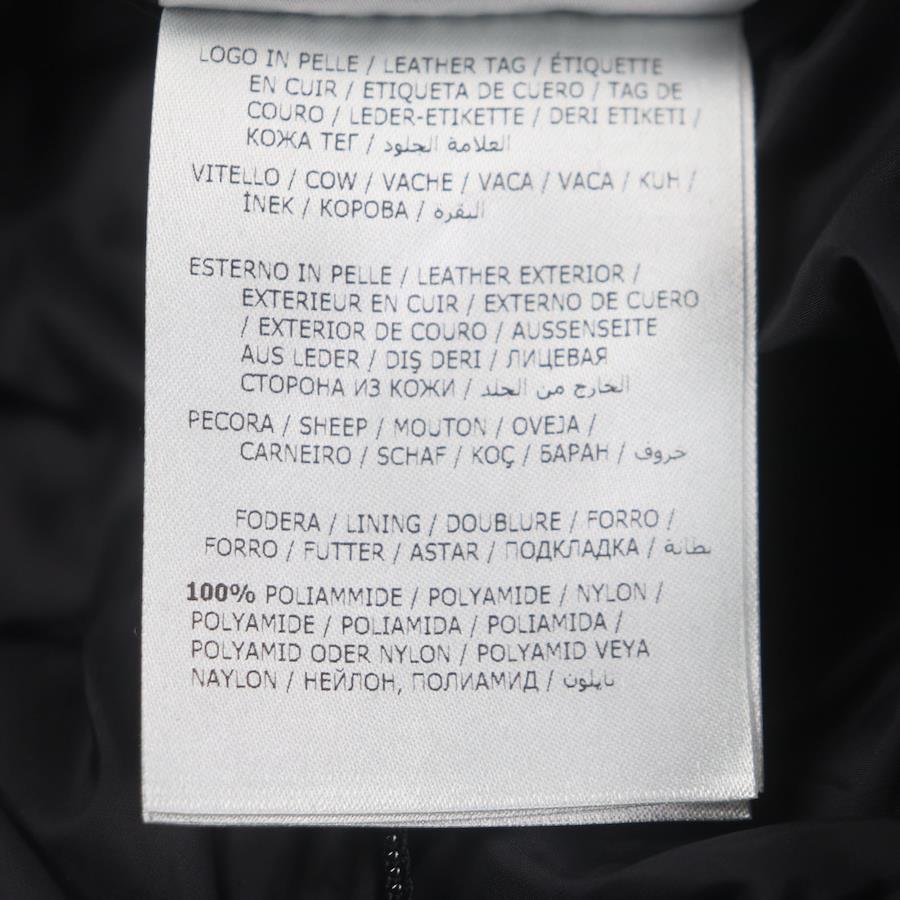 LOGO IN PELLE / LEATHER TAG / ÉTIQUETTE
EN CUIR / ETIQUETA DE CUERO / TAG DE
COURO / LEDER-ETIKETTE / DERI ETIKETI /
КОЖА ТЕГ / العلامة الجلود
VITELLO / COW / VACHE / VACA / VACA / KUH /
İNEK / КОРОВА / البقرة
ESTERNO IN PELLE / LEATHER EXTERIOR /
EXTERIEUR EN CUIR / EXTERNO DE CUERO
/ EXTERIOR DE COURO / AUSSENSEITE
AUS LEDER / DIŞ DERI / ЛИЦЕВАЯ
СТОРОНА ИЗ КОЖИ / الخارج من الجلد
PECORA / SHEEP / MOUTON / OVEJA /
CARNEIRO / SCHAF / KOÇ / БАРАН / خروف
FODERA / LINING / DOUBLURE / FORRO /
FORRO / FUTTER / ASTAR / ПОДКЛАДКА / بطانة
100% POLIAMMIDE / POLYAMIDE / NYLON /
POLYAMIDE / POLIAMIDA / POLIAMIDA /
POLYAMID ODER NYLON / POLYAMID VEYA
NAYLON / НЕЙЛОН, ПОЛИАМИД / نايلون